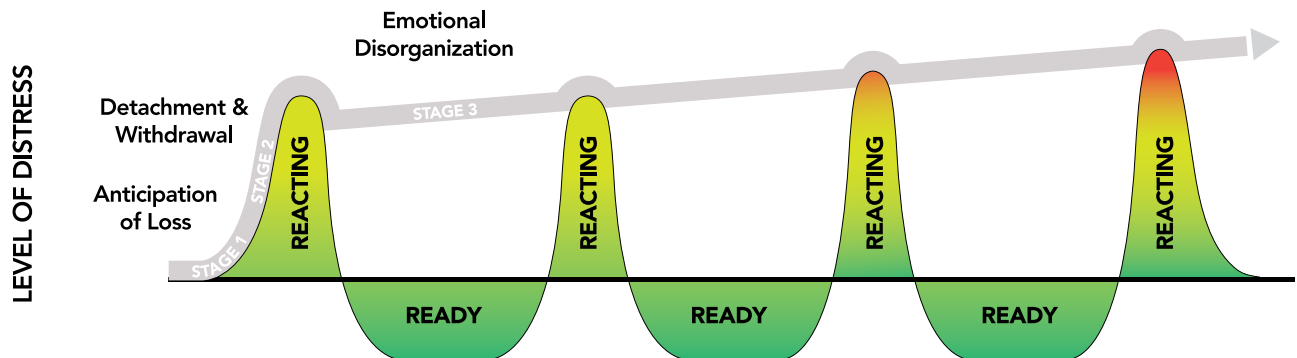 Emotional
Disorganization
LEVEL OF DISTRESS
Detachment &
Withdrawal
Anticipation
of Loss
STAGE 1
STAGE 2
STAGE 3
REACTING
REACTING
REACTING
REACTING
READY
READY
READY